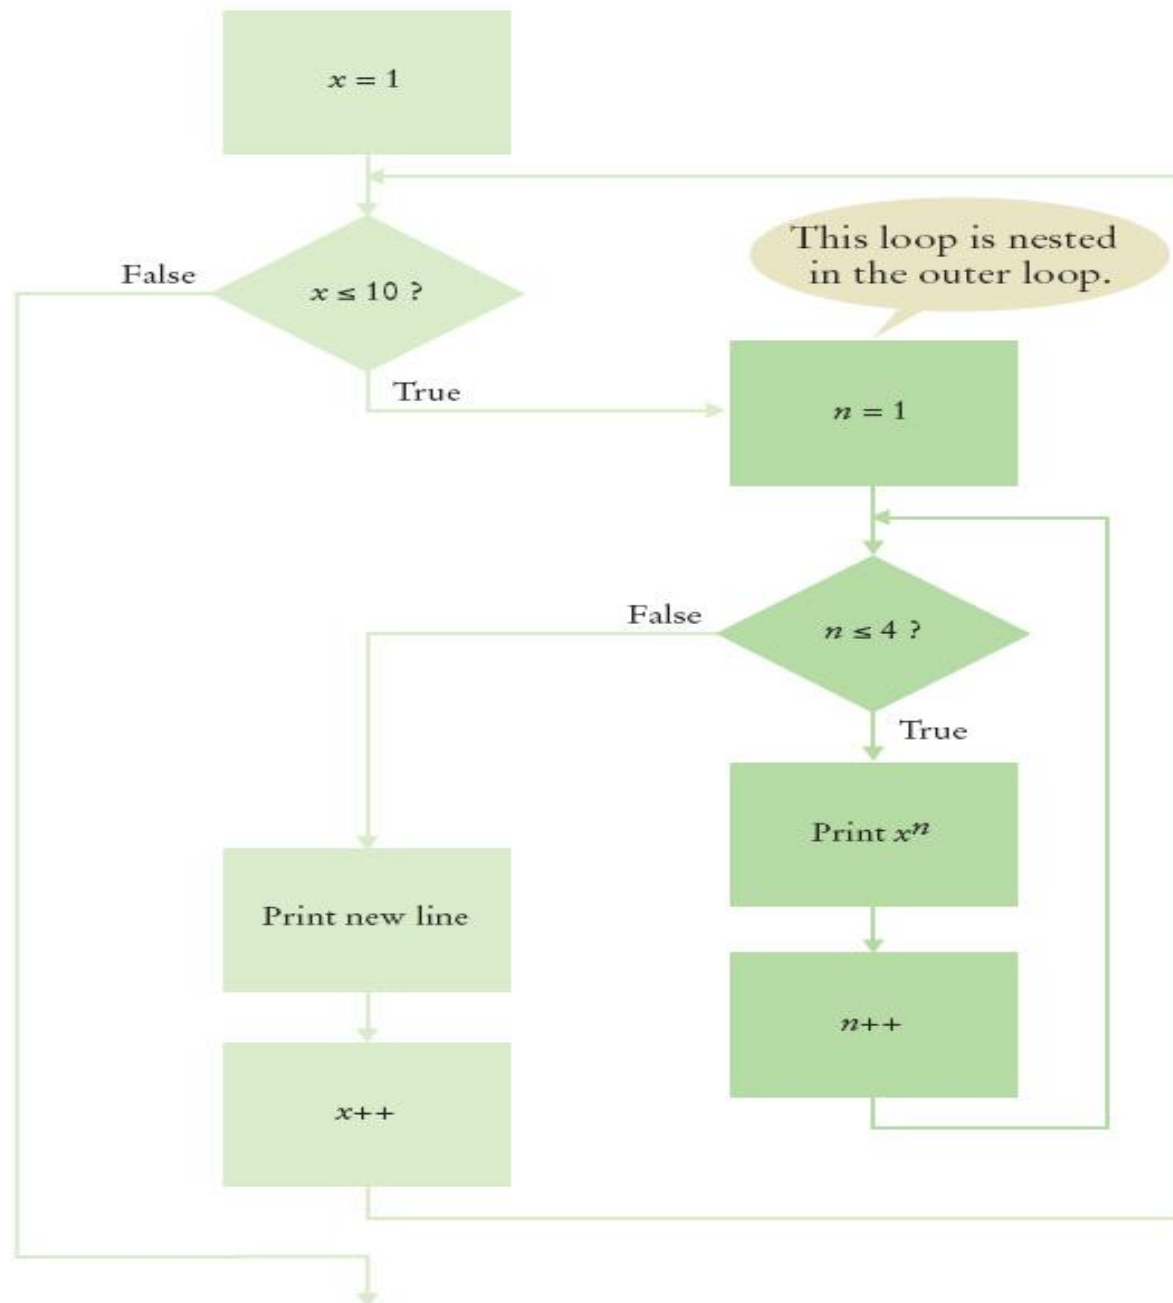 x = 1
This loop is nested
in the outer loop.
False
x ≤ 10 ?
True
n = 1
False
n ≤ 4 ?
True
Print xⁿ
Print new line
n++
x++